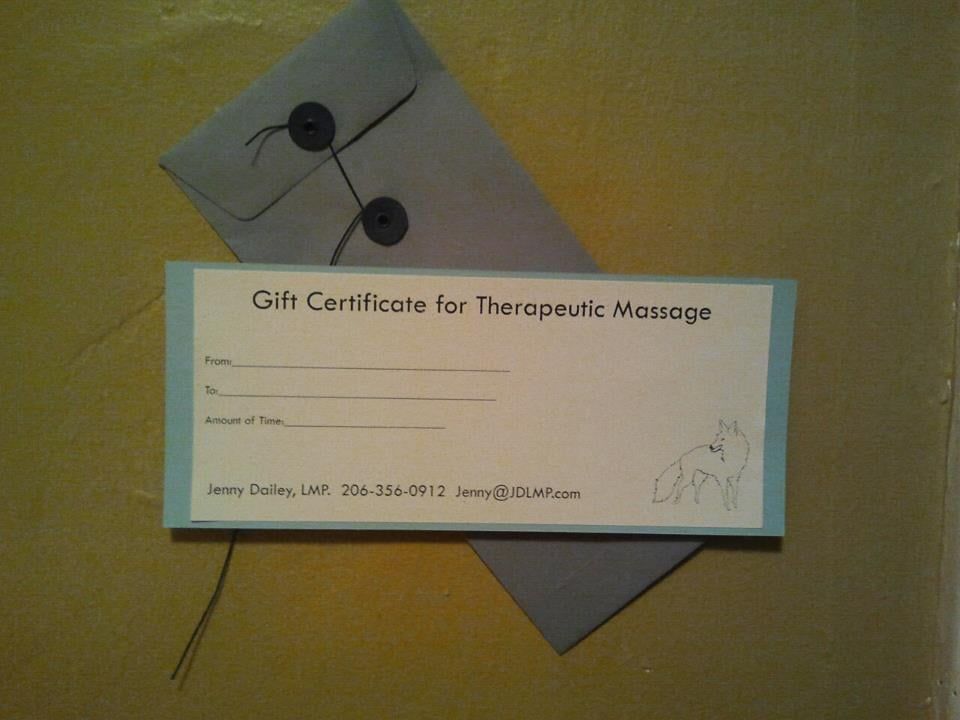 Gift Certificate for Therapeutic Massage
From:
To:
Amount of Time:
Jenny Dailey, LMP. 206-356-0912 Jenny@JDLMP.com